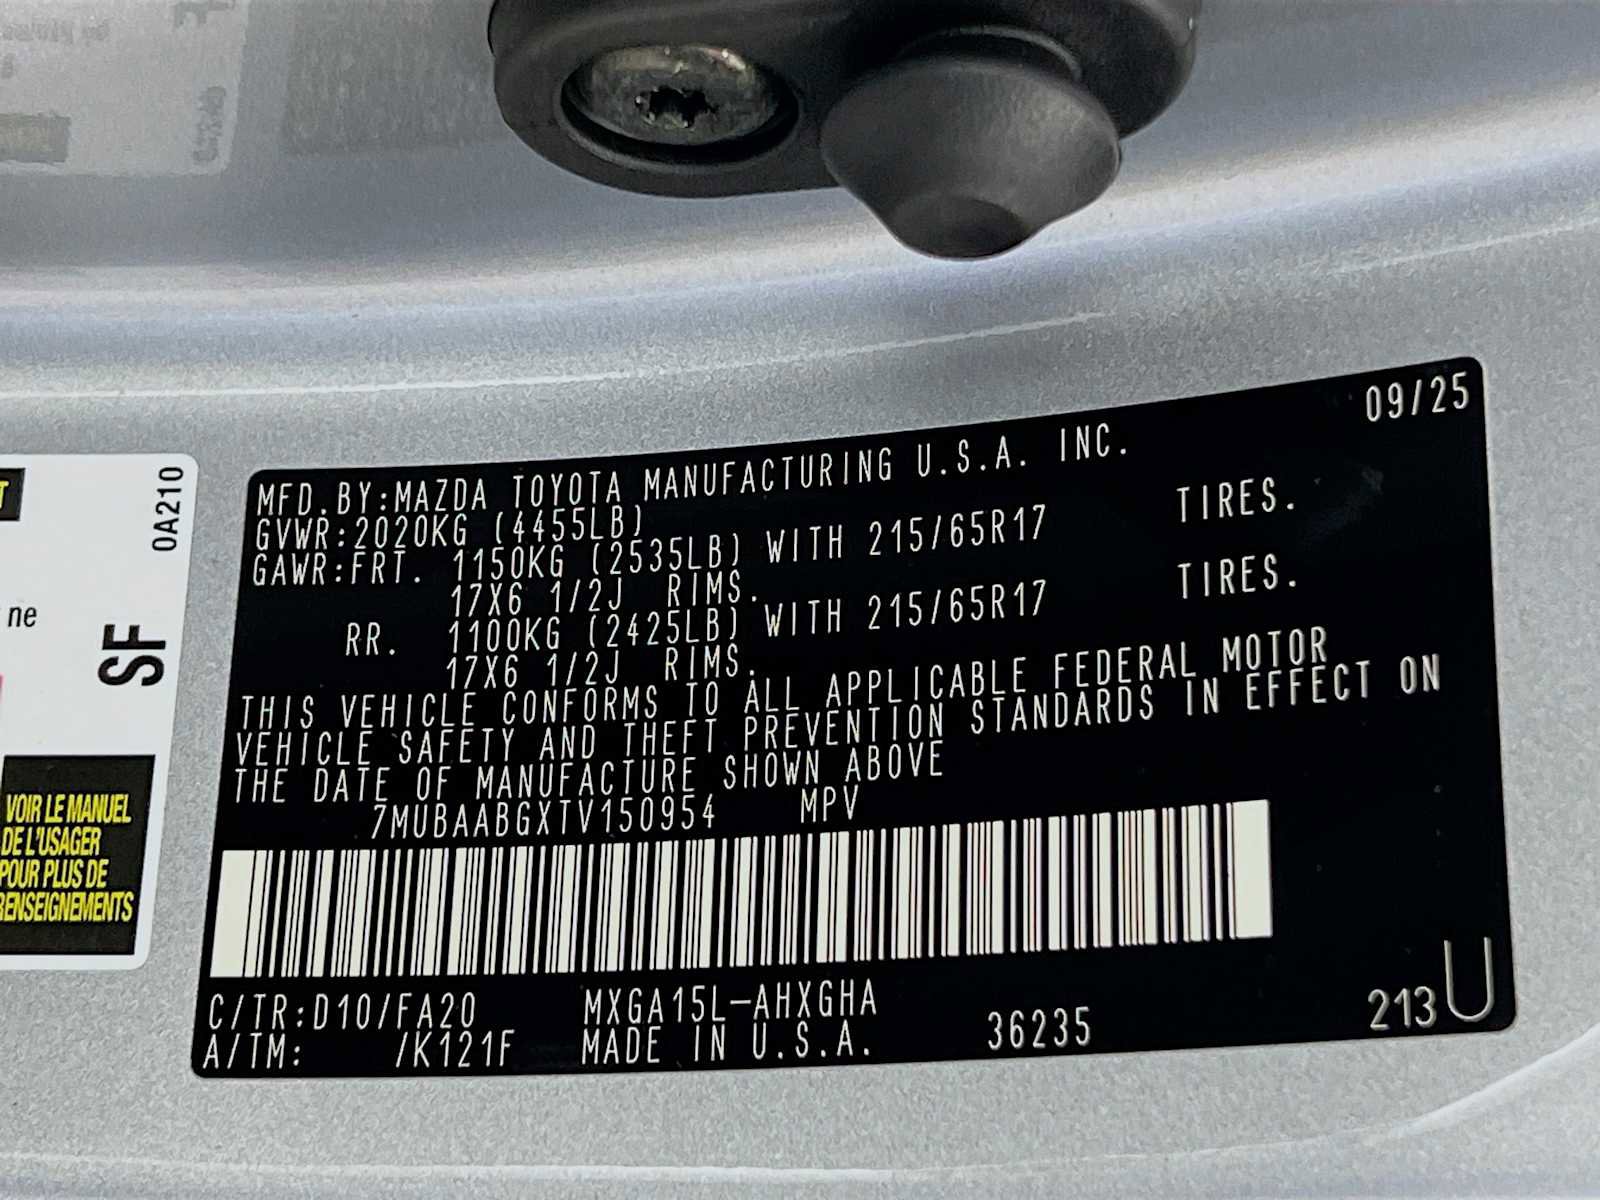 09/25
MFD.BY:MAZDA TOYOTA MANUFACTURING U.S.A. INC.
GVWR:2020KG (4455LB)
GAWR:FRT. 1150KG (2535LB) WITH 215/65R17 TIRES.
17X6 1/2J RIMS.
RR. 1100KG (2425LB) WITH 215/65R17 TIRES.
17X6 1/2J RIMS.
THIS VEHICLE CONFORMS TO ALL APPLICABLE FEDERAL MOTOR
VEHICLE SAFETY AND THEFT PREVENTION STANDARDS IN EFFECT ON
THE DATE OF MANUFACTURE SHOWN ABOVE
7MUBAABGXTV150954 MPV
C/TR:D10/FA20 MXGA15L-AHXGHA
A/TM: /K121F MADE IN U.S.A. 36235 213U
0A210
SF
ne
VOIR LE MANUEL
DE L'USAGER
POUR PLUS DE
RENSEIGNEMENTS